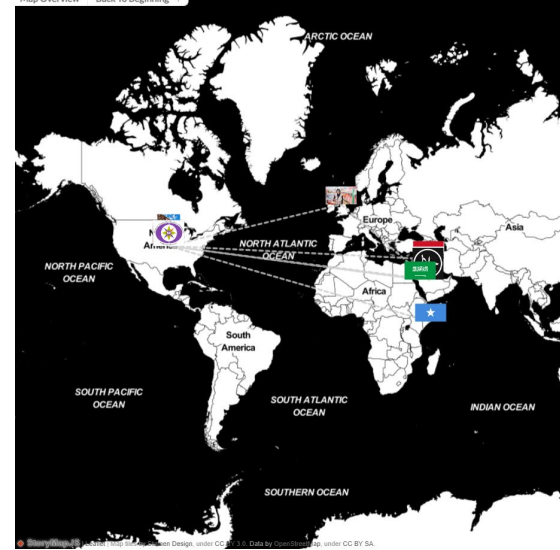 Map Overview Back To Beginning
ARCTIC OCEAN
Europe
Asia
NORTH ATLANTIC
OCEAN
NORTH PACIFIC
OCEAN
Africa
South
America
SOUTH PACIFIC
OCEAN
SOUTH ATLANTIC
OCEAN
INDIAN OCEAN
SOUTHERN OCEAN
StoryMapJS
Design, under CC BY 3.0. Data by OpenStreetMap, under CC BY SA.